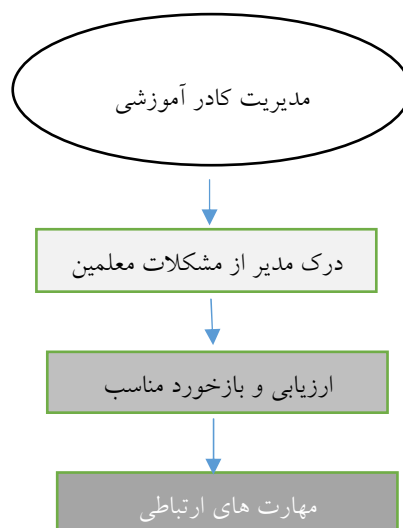 مدیریت کادر آموزشی
درک مدیر از مشکلات معلمین
ارزیابی و بازخورد مناسب
مهارت های ارتباطی